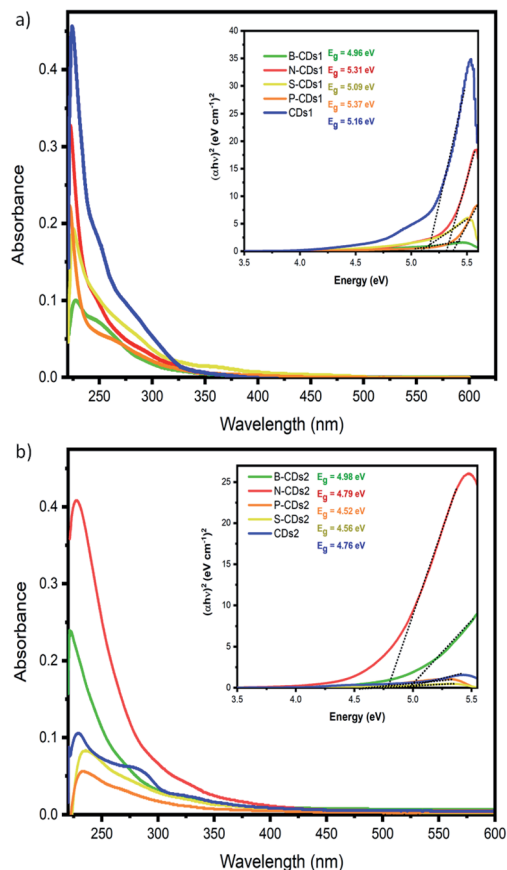 a)
0.4
0.3
0.2
0.1
0.0
Absorbance
250
300
350
400
450
500
550
600
Wavelength (nm)
40
35
30
25
20
15
10
5
0
(αhν)² (eV cm⁻¹)²
3.5
4.0
4.5
5.0
5.5
Energy (eV)
B-CDs1
N-CDs1
S-CDs1
P-CDs1
CDs1
Eg = 4.96 eV
Eg = 5.31 eV
Eg = 5.09 eV
Eg = 5.37 eV
Eg = 5.16 eV
b)
0.4
0.3
0.2
0.1
0.0
Absorbance
250
300
350
400
450
500
550
600
Wavelength (nm)
25
20
15
10
5
0
(αhν)² (eV cm⁻¹)²
3.5
4.0
4.5
5.0
5.5
Energy (eV)
B-CDs2
N-CDs2
P-CDs2
S-CDs2
CDs2
Eg = 4.98 eV
Eg = 4.79 eV
Eg = 4.52 eV
Eg = 4.56 eV
Eg = 4.76 eV